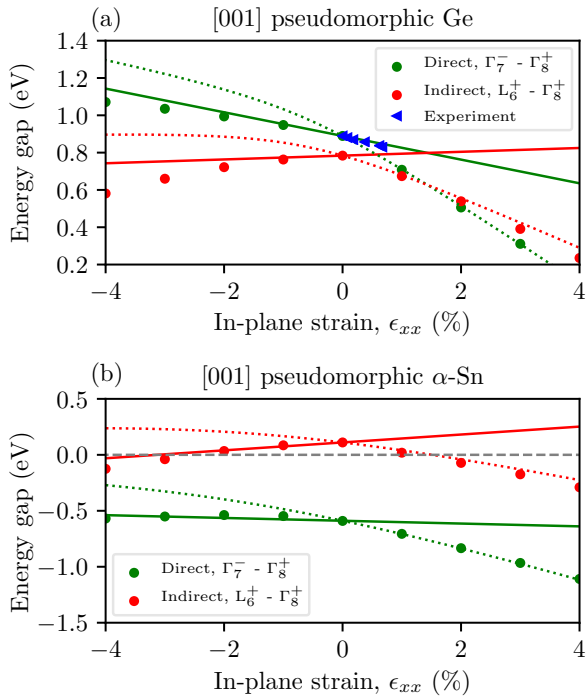 (a) [001] pseudomorphic Ge
1.4
1.2
1.0
0.8
0.6
0.4
0.2
Energy gap (eV)
Direct, Γ₇⁻ - Γ₈⁺
Indirect, L₆⁺ - Γ₈⁺
Experiment
−4 −2 0 2 4
In-plane strain, ϵₓₓ (%)
(b) [001] pseudomorphic α-Sn
0.5
0.0
−0.5
−1.0
−1.5
Energy gap (eV)
Direct, Γ₇⁻ - Γ₈⁺
Indirect, L₆⁺ - Γ₈⁺
−4 −2 0 2 4
In-plane strain, ϵₓₓ (%)